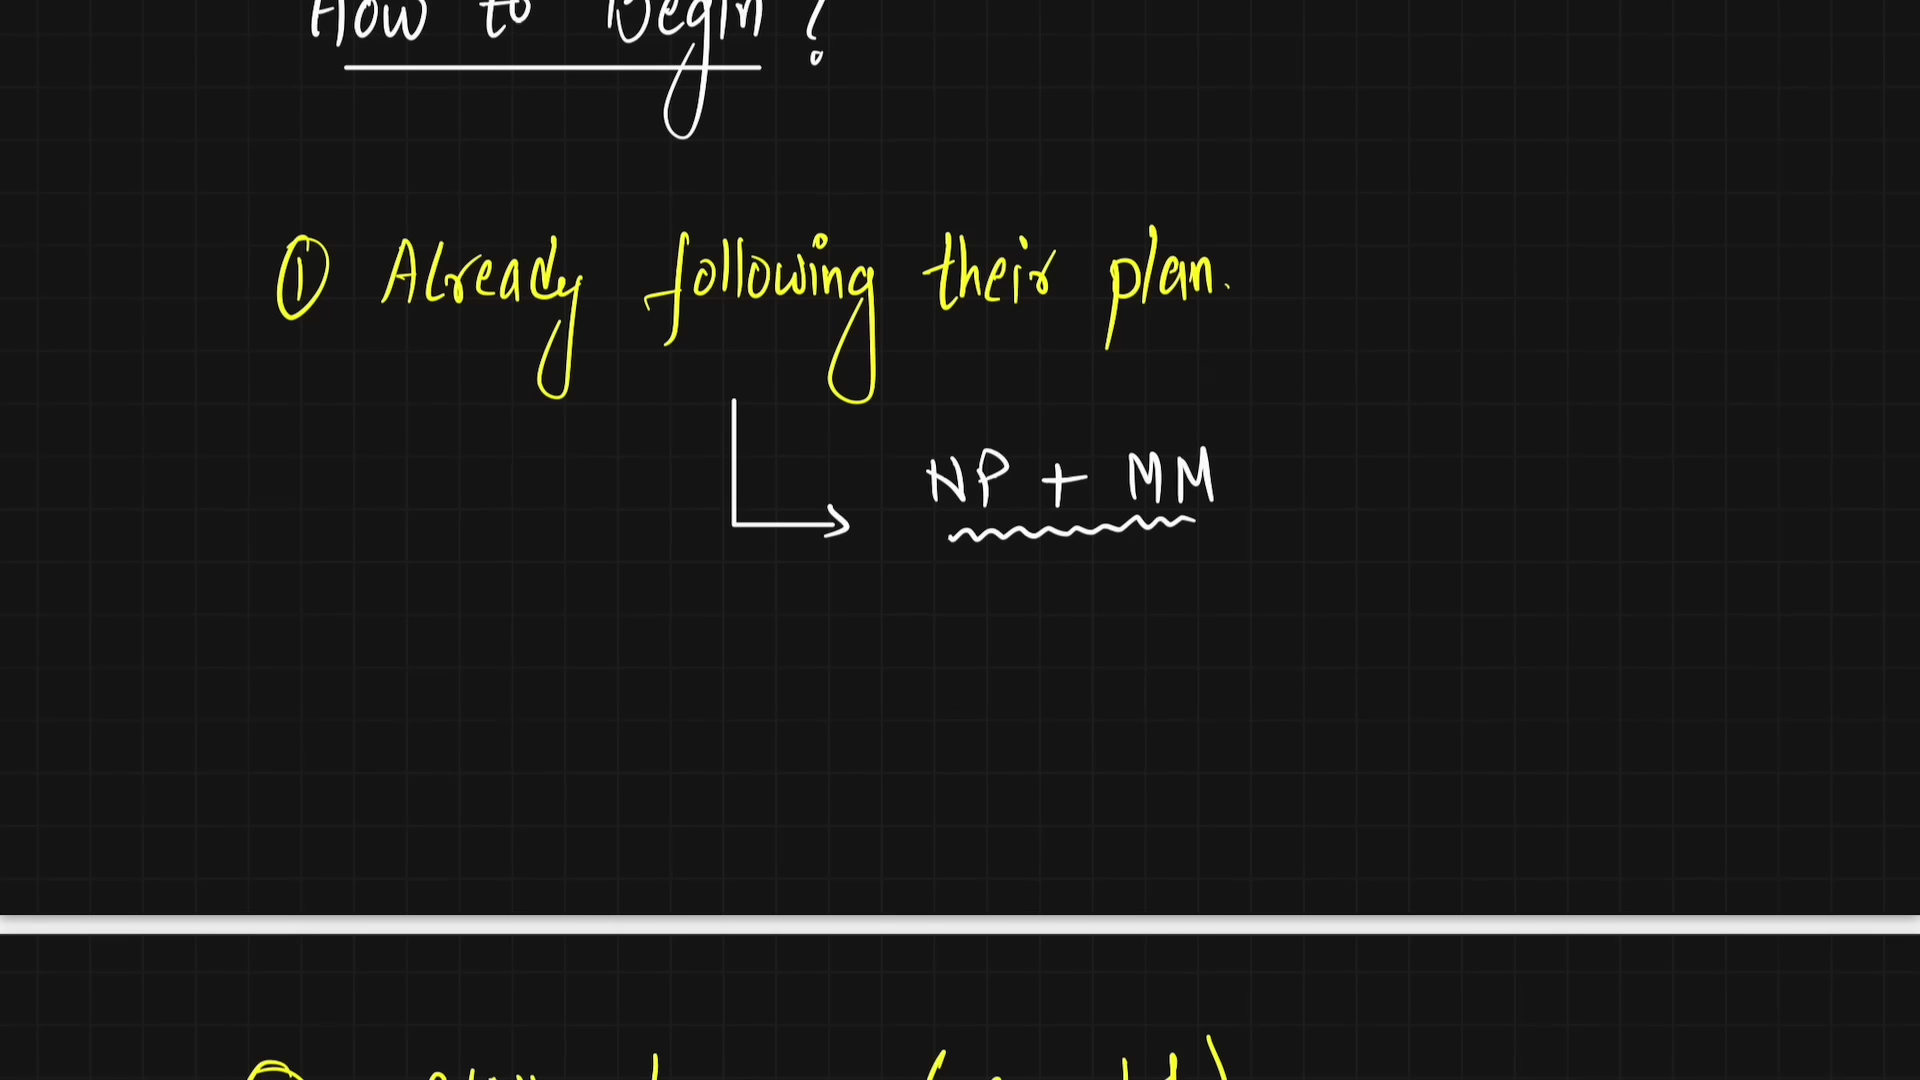 How to Begin?
① Already following their plan.
NP + MM